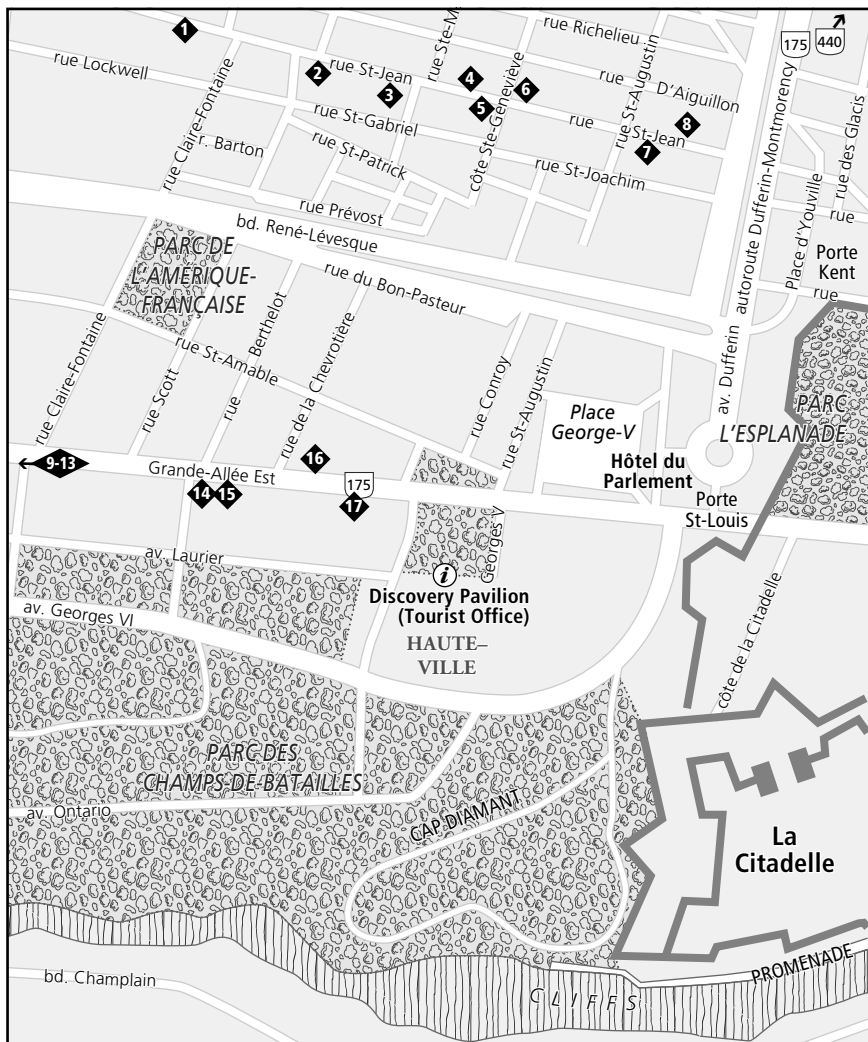 1
rue Richelieu
175
440
rue Lockwell
rue Claire-Fontaine
2
rue St-Jean
3
rue Ste-M
4
5
6
côte Ste-Geneviève
D'Aiguillon
rue
rue St-Augustin
rue
St-Jean
7
8
autoroute Dufferin-Montmorency
rue des Glacis
r. Barton
rue St-Gabriel
rue St-Patrick
rue St-Joachim
Place d'Youville
rue
rue Prévost
bd. René-Lévesque
Porte
Kent
rue
PARC DE
L'AMÉRIQUE-
FRANÇAISE
rue du Bon-Pasteur
av. Dufferin
rue Claire-Fontaine
rue Scott
rue
Berthelot
rue St-Amable
rue de la Chevrotière
rue Conroy
rue St-Augustin
Place
George-V
PARC
L'ESPLANADE
Hôtel du
Parlement
Porte
St-Louis
9-13
Grande-Allée Est
16
175
14
15
17
Georges V
av. Laurier
i
Discovery Pavilion
(Tourist Office)
HAUTE–
VILLE
av. Georges VI
côte de la Citadelle
PARC DES
CHAMPS-DE-BATAILLES
av. Ontario
CAP DIAMANT
La
Citadelle
PROMENADE
bd. Champlain
CLIFFS